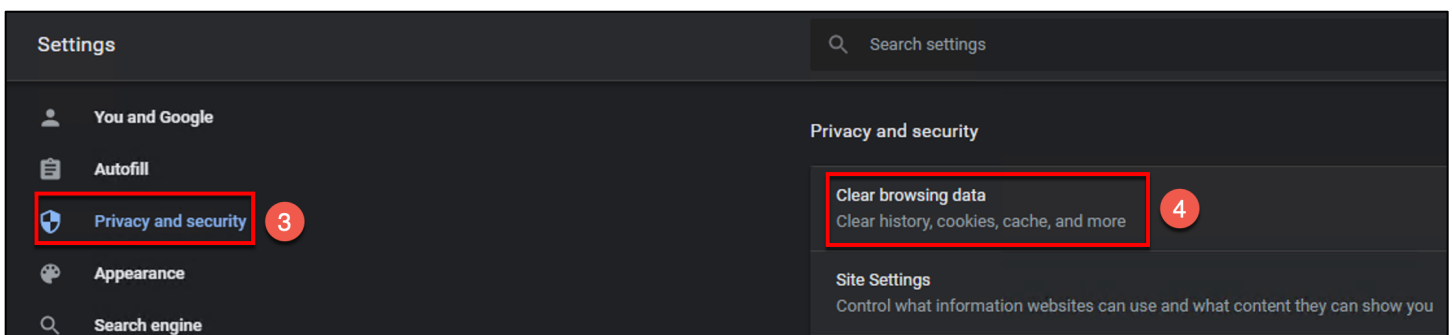 Settings
Search settings
You and Google
Autofill
Privacy and security
3
Appearance
Search engine
Privacy and security
Clear browsing data
Clear history, cookies, cache, and more
4
Site Settings
Control what information websites can use and what content they can show you